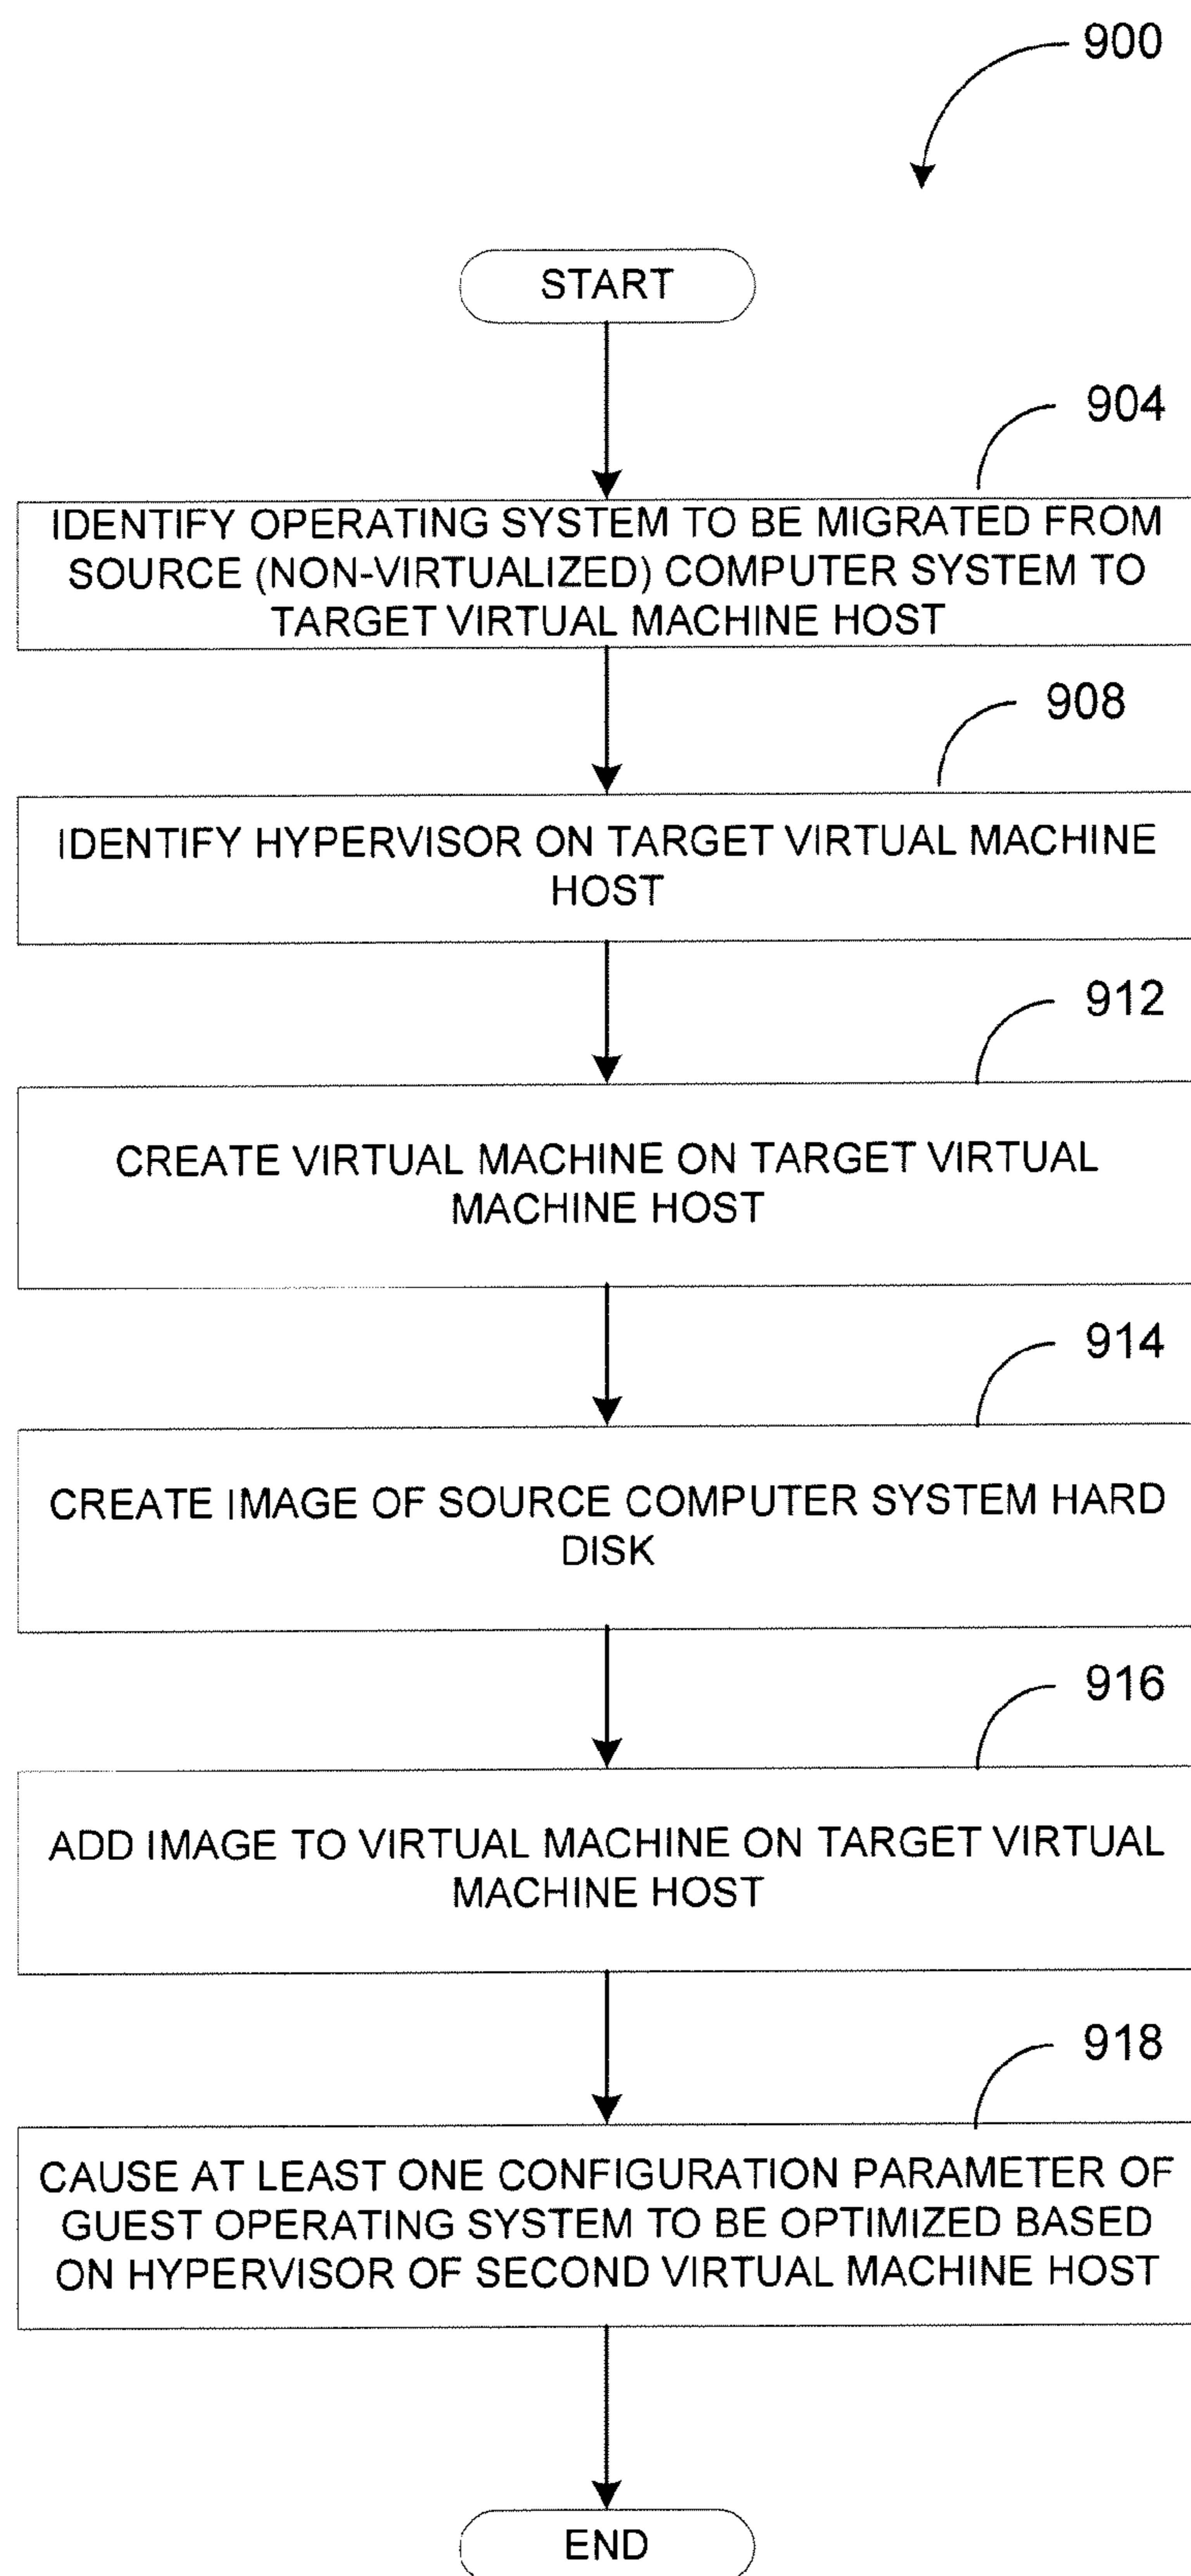 900
START
904
IDENTIFY OPERATING SYSTEM TO BE MIGRATED FROM
SOURCE (NON-VIRTUALIZED) COMPUTER SYSTEM TO
TARGET VIRTUAL MACHINE HOST
908
IDENTIFY HYPERVISOR ON TARGET VIRTUAL MACHINE
HOST
912
CREATE VIRTUAL MACHINE ON TARGET VIRTUAL
MACHINE HOST
914
CREATE IMAGE OF SOURCE COMPUTER SYSTEM HARD
DISK
916
ADD IMAGE TO VIRTUAL MACHINE ON TARGET VIRTUAL
MACHINE HOST
918
CAUSE AT LEAST ONE CONFIGURATION PARAMETER OF
GUEST OPERATING SYSTEM TO BE OPTIMIZED BASED
ON HYPERVISOR OF SECOND VIRTUAL MACHINE HOST
END